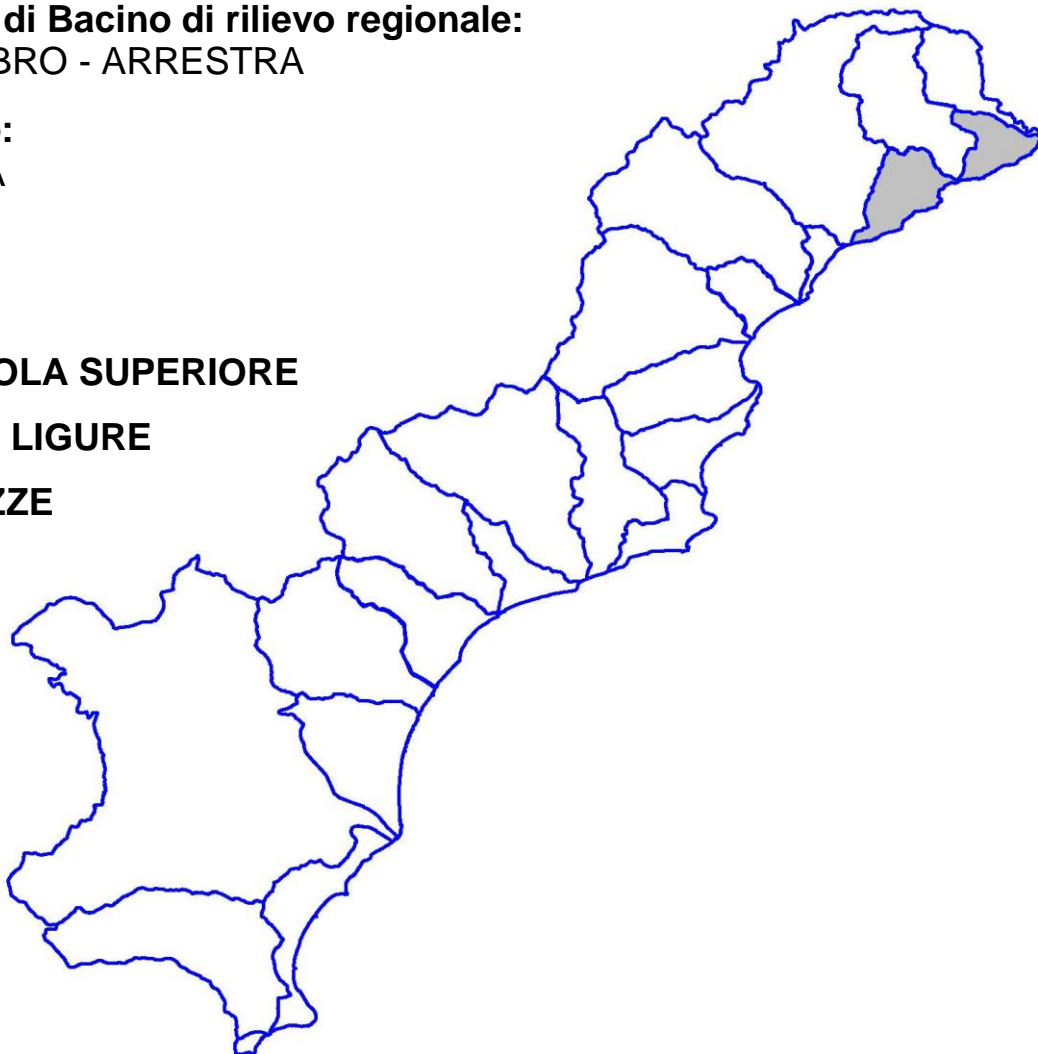 di Bacino di rilievo regionale:
BRO - ARRESTRA
:
A
OLA SUPERIORE
LIGURE
ZZE